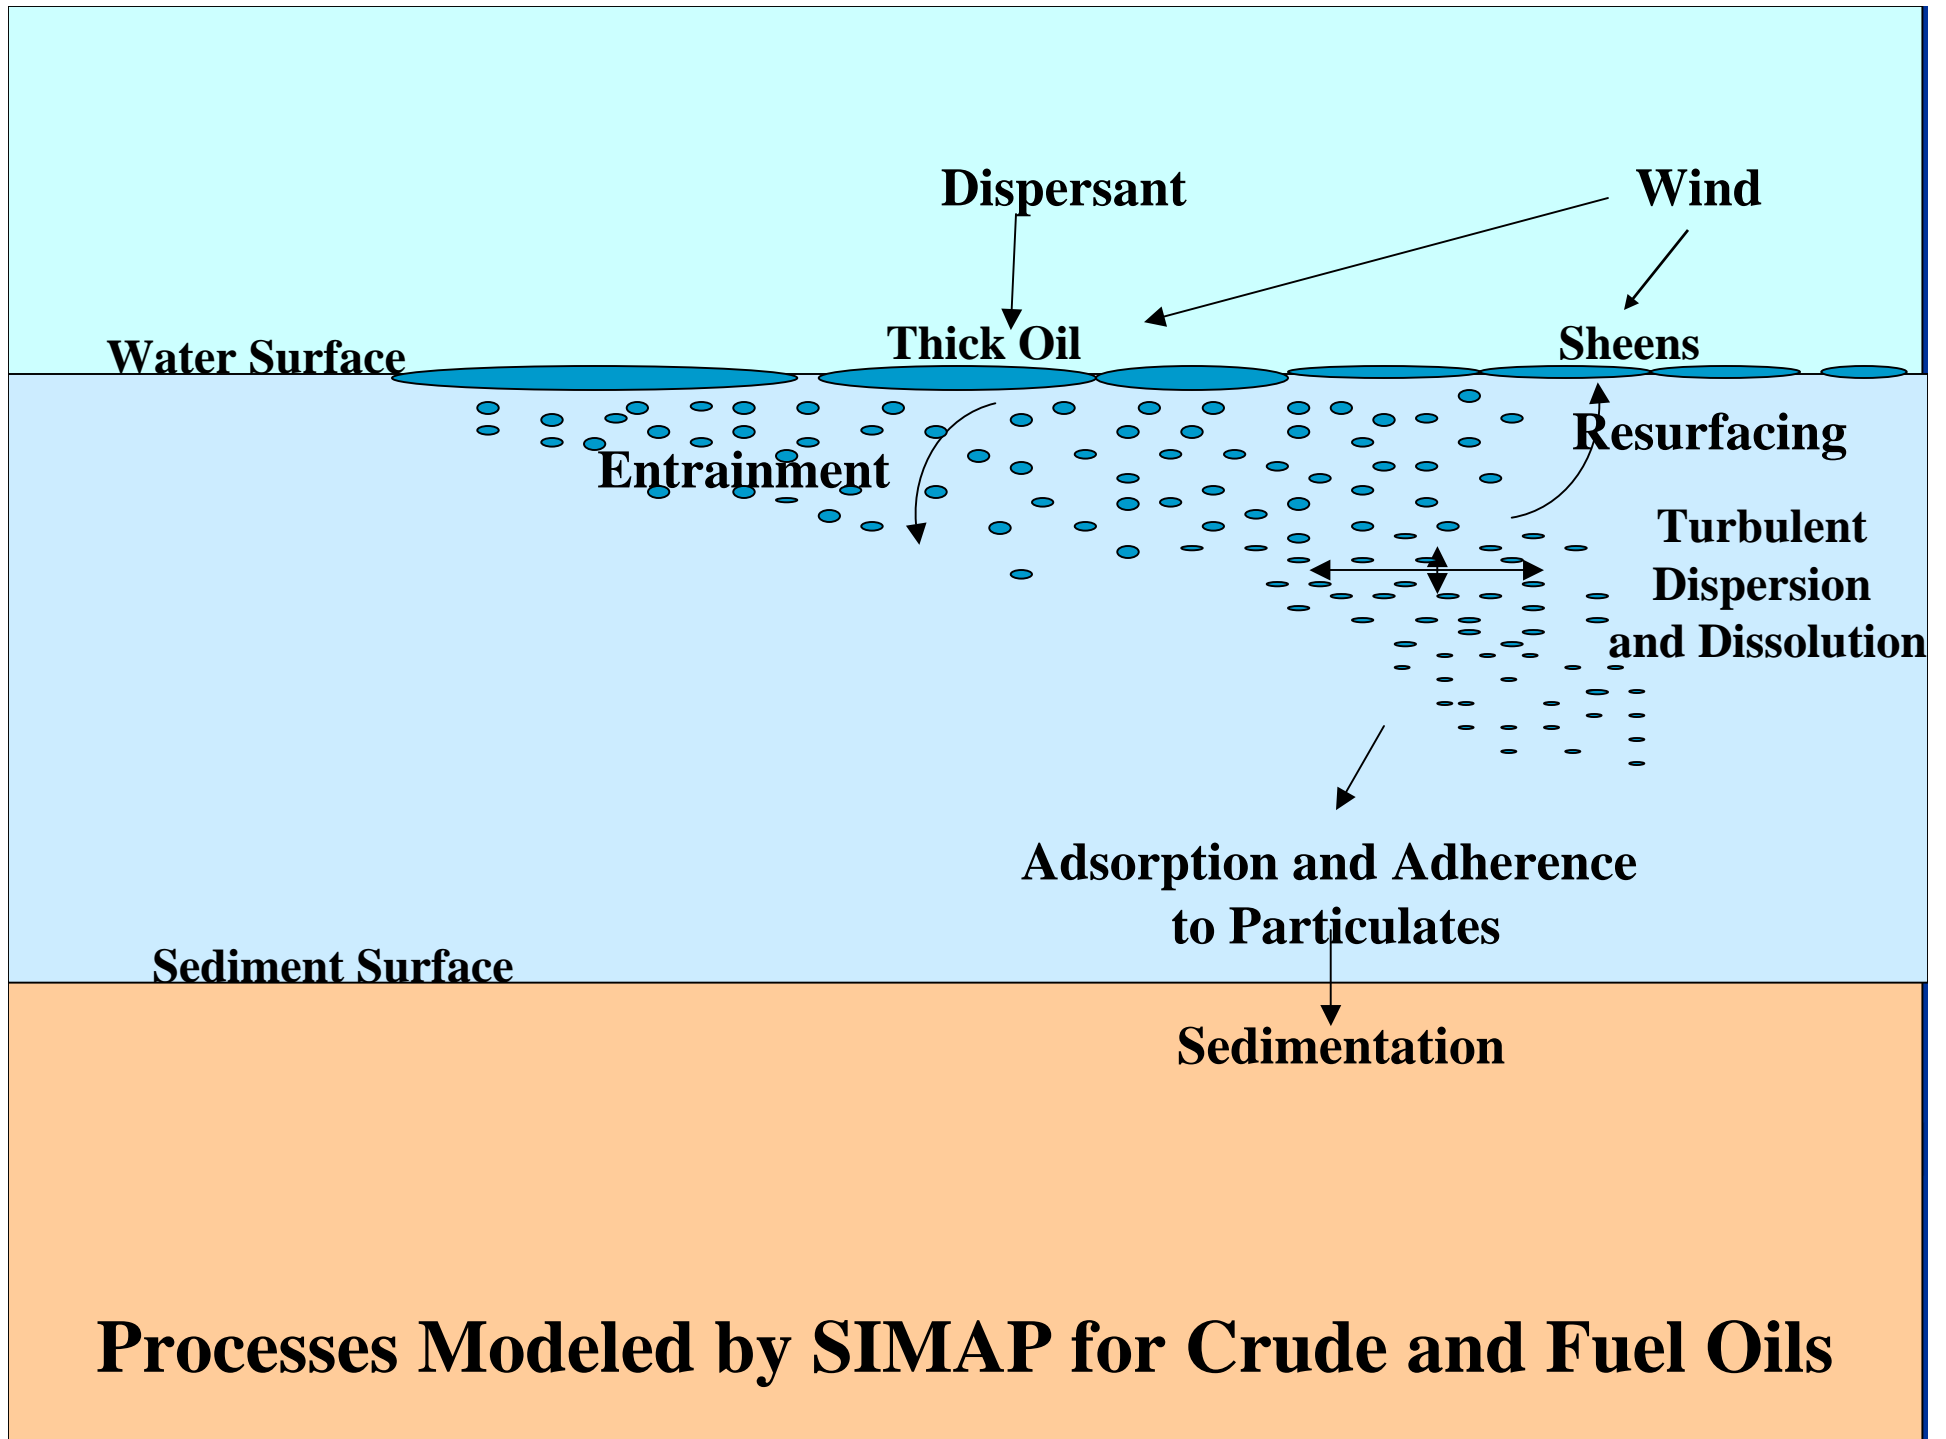 Dispersant
Wind
Thick Oil
Sheens
Water Surface
Resurfacing
Entrainment
Turbulent
Dispersion
and Dissolution
Adsorption and Adherence
to Particulates
Sediment Surface
Sedimentation
Processes Modeled by SIMAP for Crude and Fuel Oils